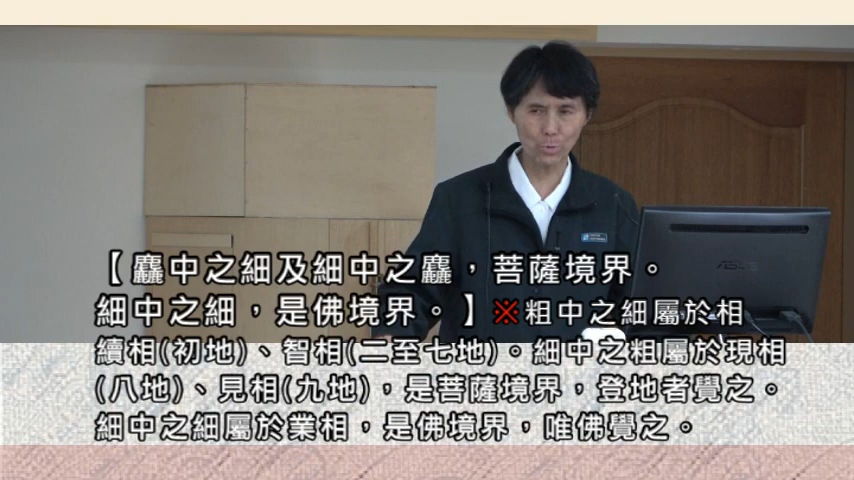 【麤中之細及細中之麤,菩薩境界。
細中之細,是佛境界。】※粗中之細屬於相
續相(初地)、智相(二至七地)。細中之粗屬於現相
(八地)、見相(九地),是菩薩境界,登地者覺之。
細中之細屬於業相,是佛境界,唯佛覺之。
ASUS